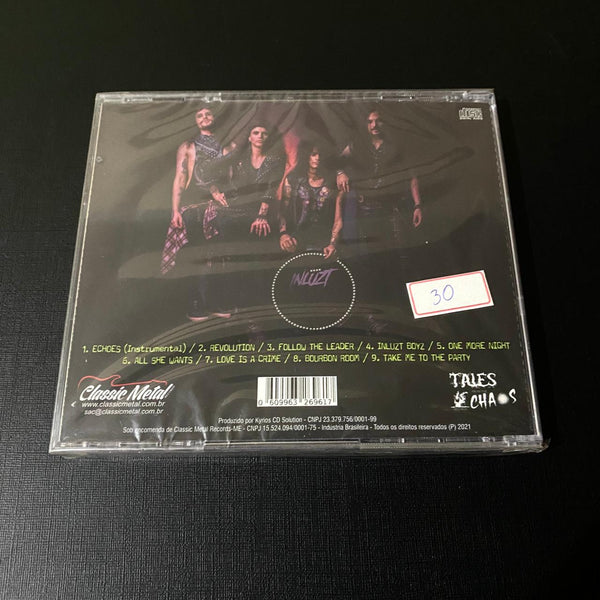 INLUZT
30
1. ECHOES (Instrumental) / 2. REVOLUTION / 3. FOLLOW THE LEADER / 4. INLUZT BOYZ / 5. ONE MORE NIGHT
6. ALL SHE WANTS / 7. LOVE IS A CRIME / 8. BOURBON ROOM / 9. TAKE ME TO THE PARTY
Classic Metal
www.classicmetal.com.br
sac@classicmetal.com.br
0 609963 269617
TALES
CHAOS
Produzido por Kyrios CD Solution - CNPJ 23.379.756/0001-99
Sob encomenda de Classic Metal Records-ME - CNPJ 15.524.094/0001-75 - Indústria Brasileira - Todos os direitos reservados (P) 2021